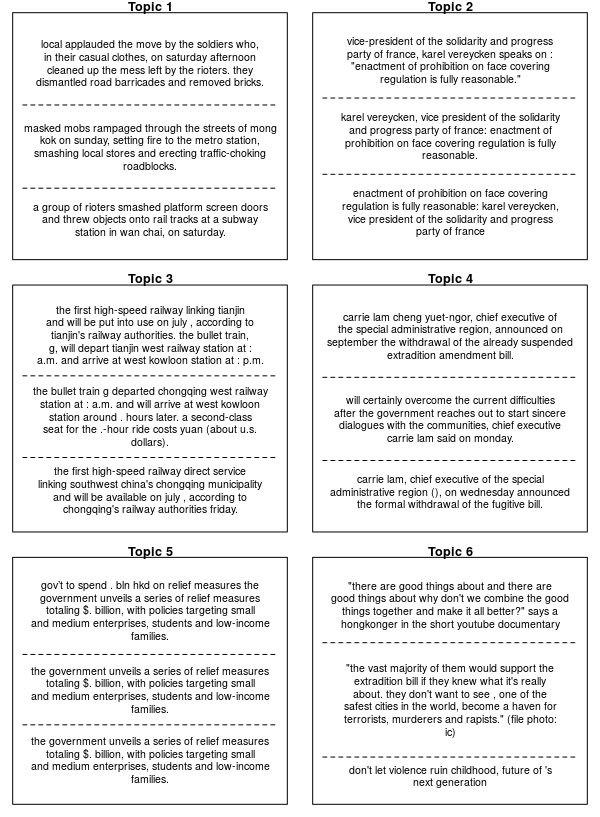 Topic 1
local applauded the move by the soldiers who,
in their casual clothes, on saturday afternoon
cleaned up the mess left by the rioters. they
dismantled road barricades and removed bricks.
masked mobs rampaged through the streets of mong
kok on sunday, setting fire to the metro station,
smashing local stores and erecting traffic-choking
roadblocks.
a group of rioters smashed platform screen doors
and threw objects onto rail tracks at a subway
station in wan chai, on saturday.
Topic 2
vice-president of the solidarity and progress
party of france, karel vereycken speaks on :
"enactment of prohibition on face covering
regulation is fully reasonable."
karel vereycken, vice president of the solidarity
and progress party of france: enactment of
prohibition on face covering regulation is fully
reasonable.
enactment of prohibition on face covering
regulation is fully reasonable: karel vereycken,
vice president of the solidarity and progress
party of france
Topic 3
the first high-speed railway linking tianjin
and will be put into use on july , according to
tianjin's railway authorities. the bullet train,
g, will depart tianjin west railway station at :
a.m. and arrive at west kowloon station at : p.m.
the bullet train g departed chongqing west railway
station at : a.m. and will arrive at west kowloon
station around . hours later. a second-class
seat for the .-hour ride costs yuan (about u.s.
dollars).
the first high-speed railway direct service
linking southwest china's chongqing municipality
and will be available on july , according to
chongqing's railway authorities friday.
Topic 4
carrie lam cheng yuet-ngor, chief executive of
the special administrative region, announced on
september the withdrawal of the already suspended
extradition amendment bill.
will certainly overcome the current difficulties
after the government reaches out to start sincere
dialogues with the communities, chief executive
carrie lam said on monday.
carrie lam, chief executive of the special
administrative region (), on wednesday announced
the formal withdrawal of the fugitive bill.
Topic 5
gov't to spend . bln hkd on relief measures the
government unveils a series of relief measures
totaling $. billion, with policies targeting small
and medium enterprises, students and low-income
families.
the government unveils a series of relief measures
totaling $. billion, with policies targeting small
and medium enterprises, students and low-income
families.
the government unveils a series of relief measures
totaling $. billion, with policies targeting small
and medium enterprises, students and low-income
families.
Topic 6
"there are good things about and there are
good things about why don't we combine the good
things together and make it all better?" says a
hongkonger in the short youtube documentary
"the vast majority of them would support the
extradition bill if they knew what it's really
about. they don't want to see , one of the
safest cities in the world, become a haven for
terrorists, murderers and rapists." (file photo:
ic)
don't let violence ruin childhood, future of 's
next generation